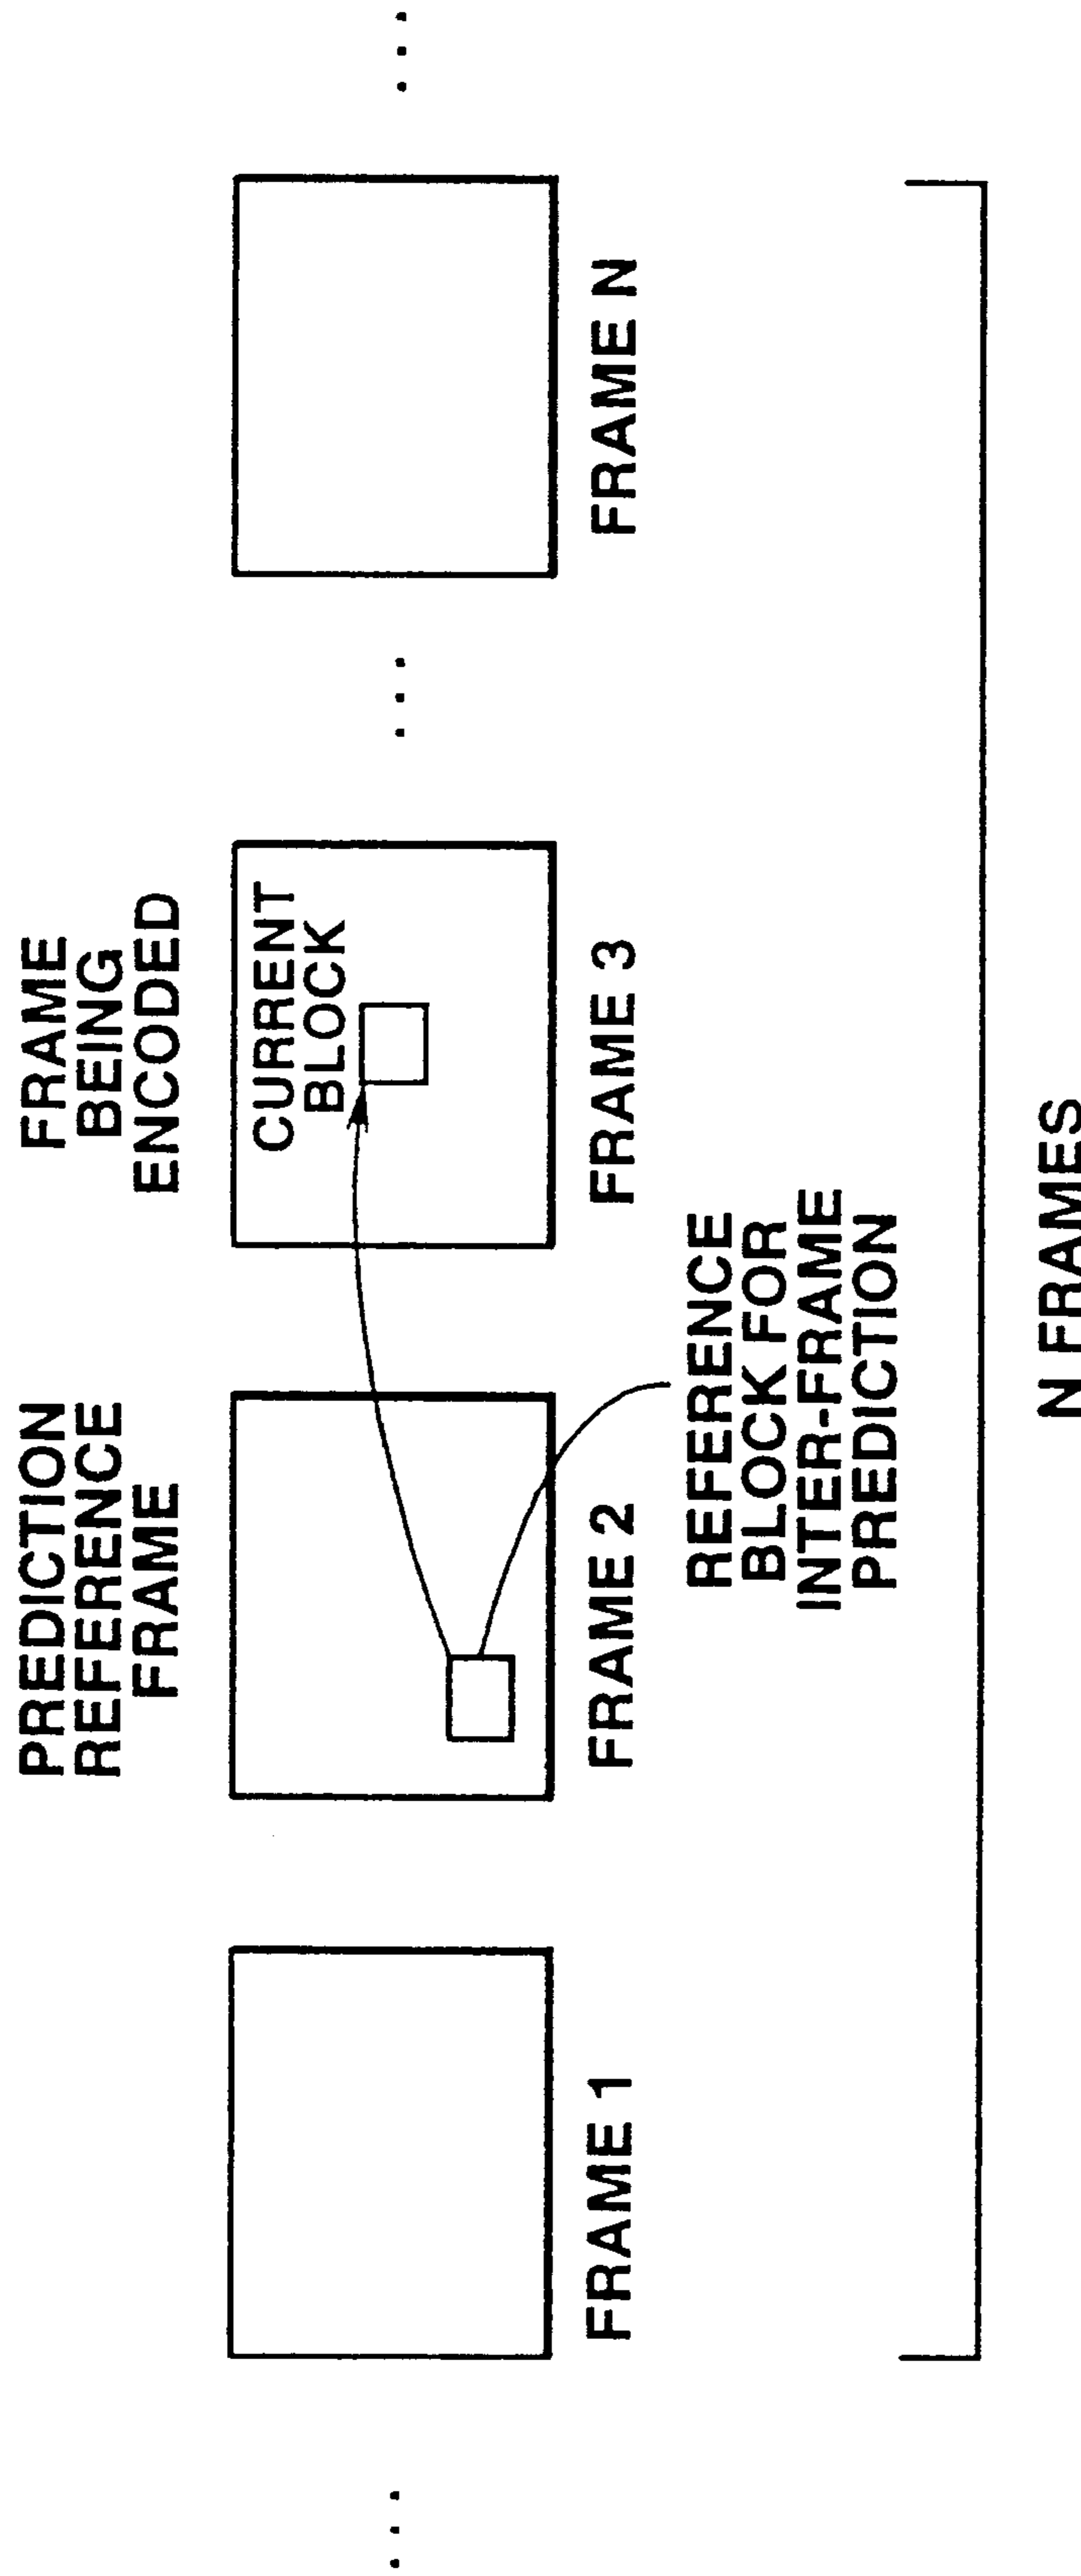 PREDICTION
REFERENCE
FRAME
FRAME
BEING
ENCODED
CURRENT
BLOCK
FRAME 1
FRAME 2
FRAME 3
FRAME N
REFERENCE
BLOCK FOR
INTER-FRAME
PREDICTION
N FRAMES